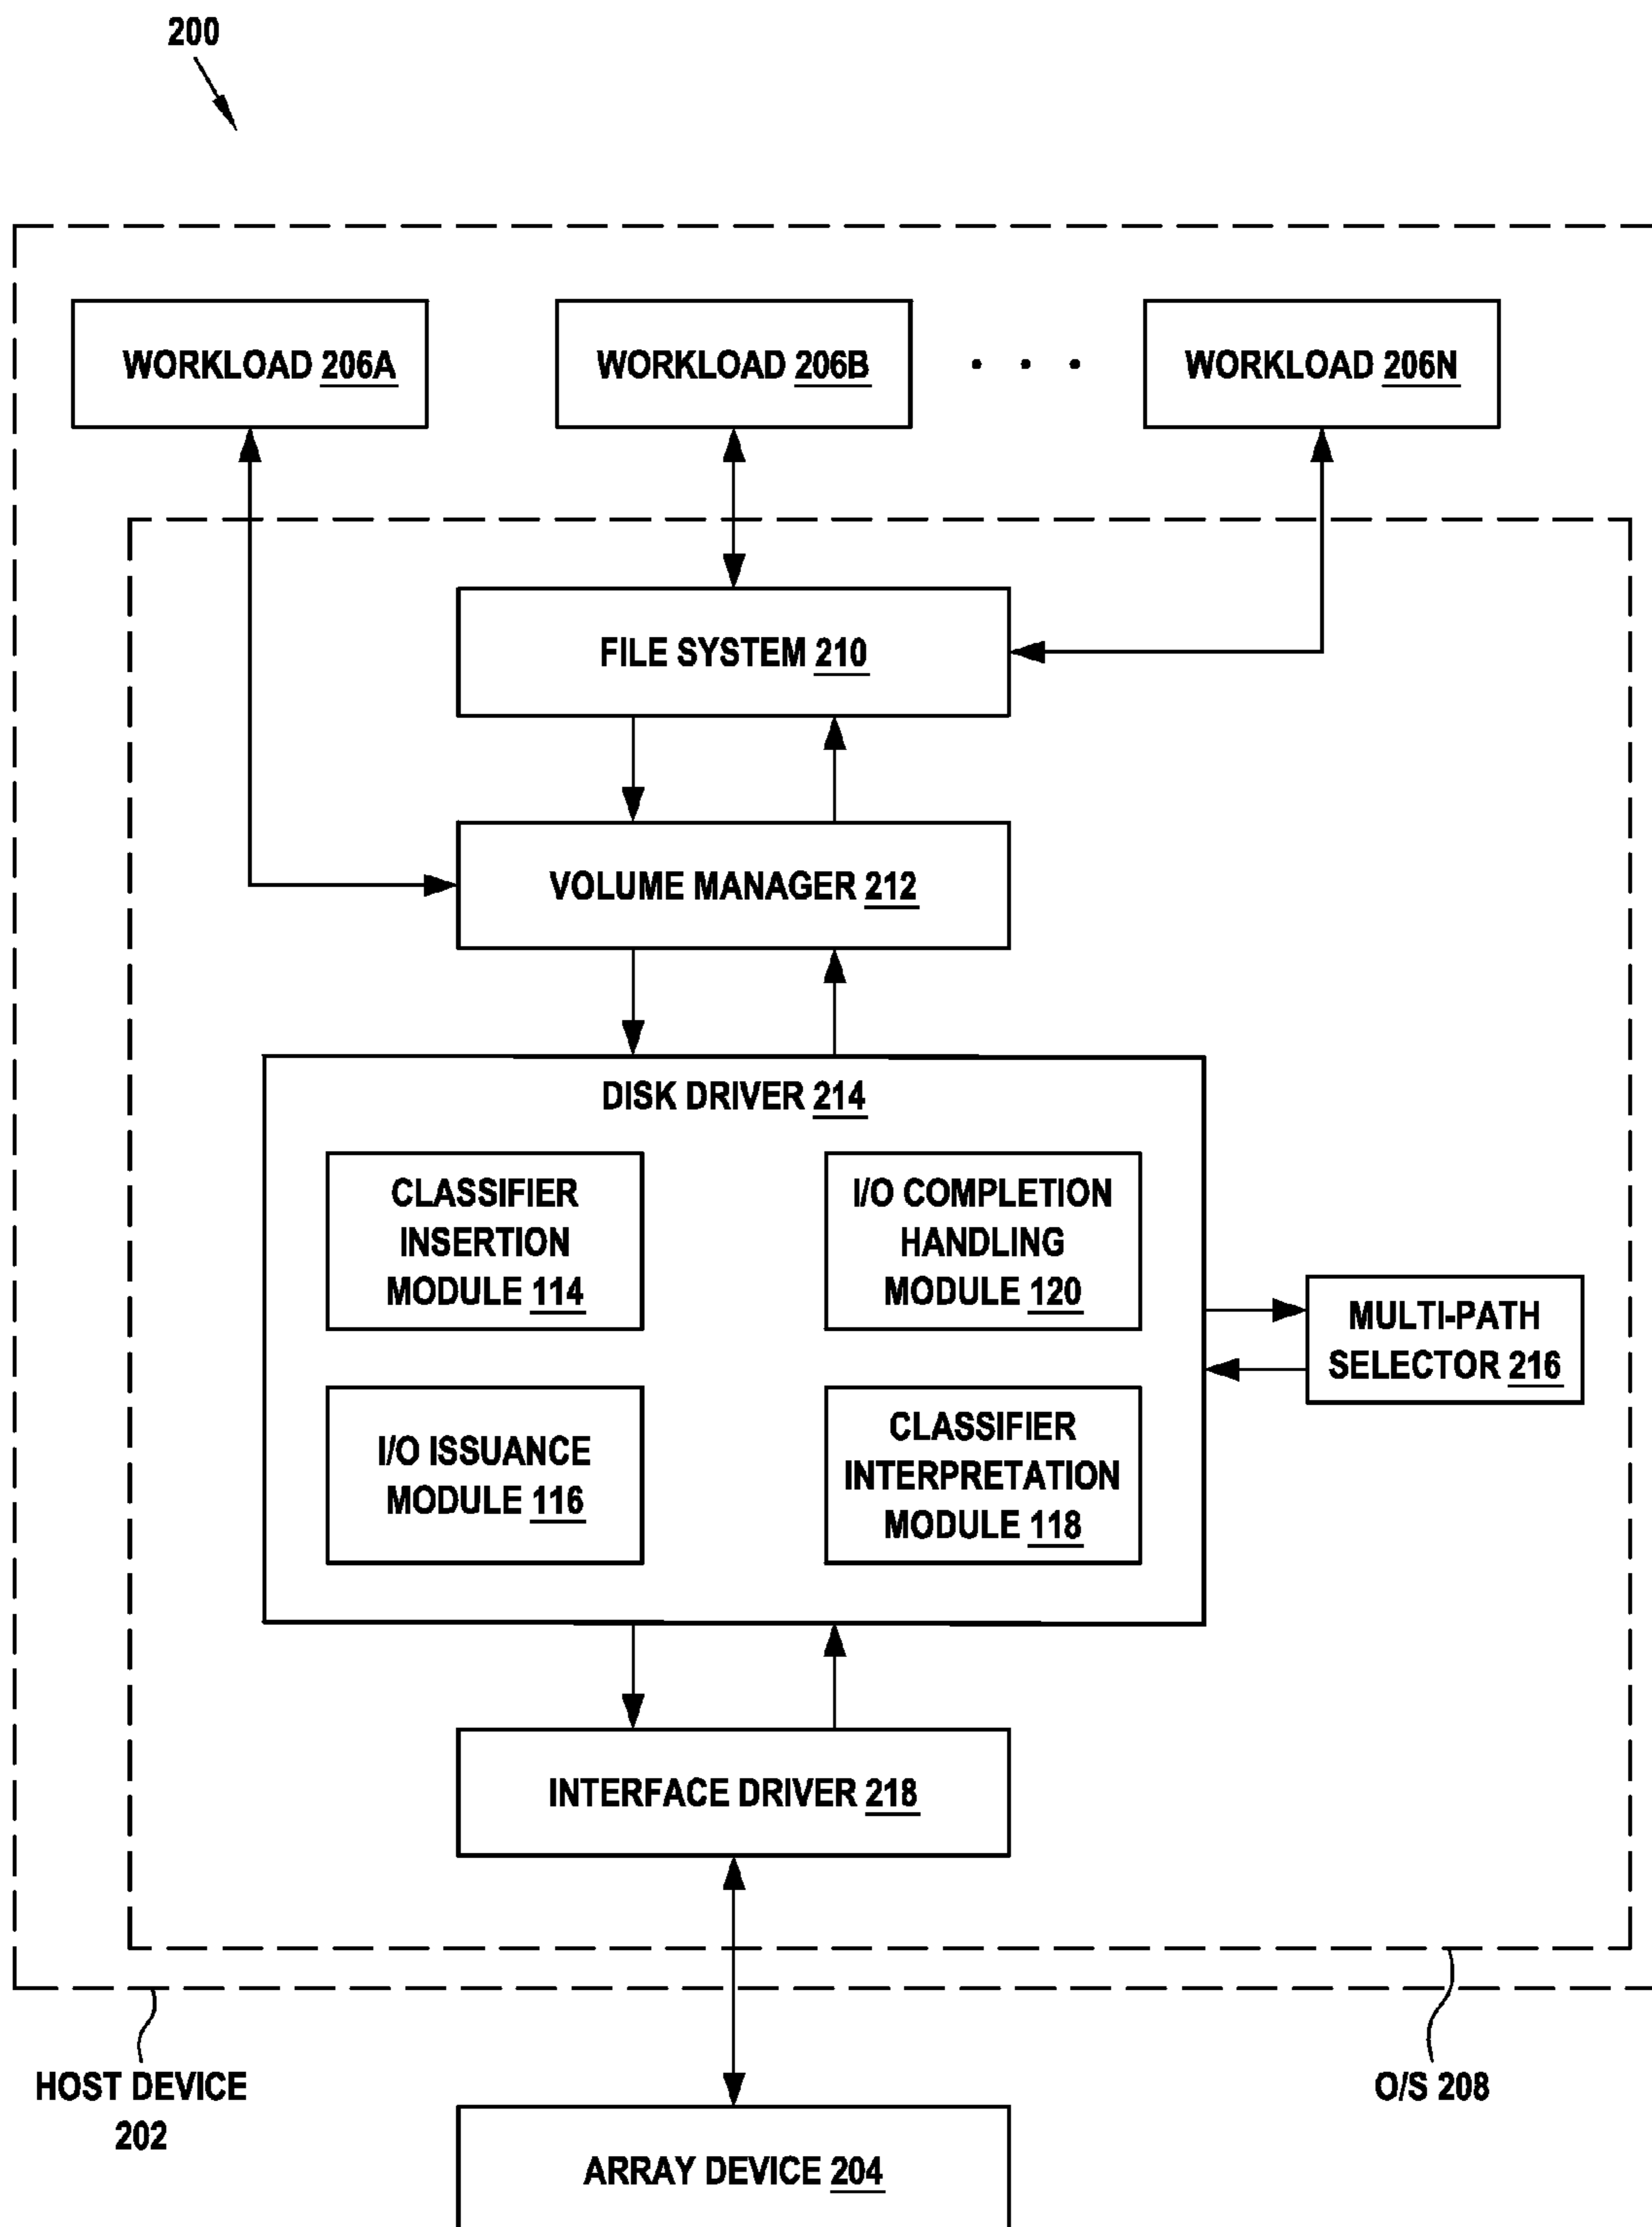 200
WORKLOAD 206A
WORKLOAD 206B
. . .
WORKLOAD 206N
FILE SYSTEM 210
VOLUME MANAGER 212
DISK DRIVER 214
CLASSIFIER
INSERTION
MODULE 114
I/O COMPLETION
HANDLING
MODULE 120
I/O ISSUANCE
MODULE 116
CLASSIFIER
INTERPRETATION
MODULE 118
MULTI-PATH
SELECTOR 216
INTERFACE DRIVER 218
HOST DEVICE
202
O/S 208
ARRAY DEVICE 204